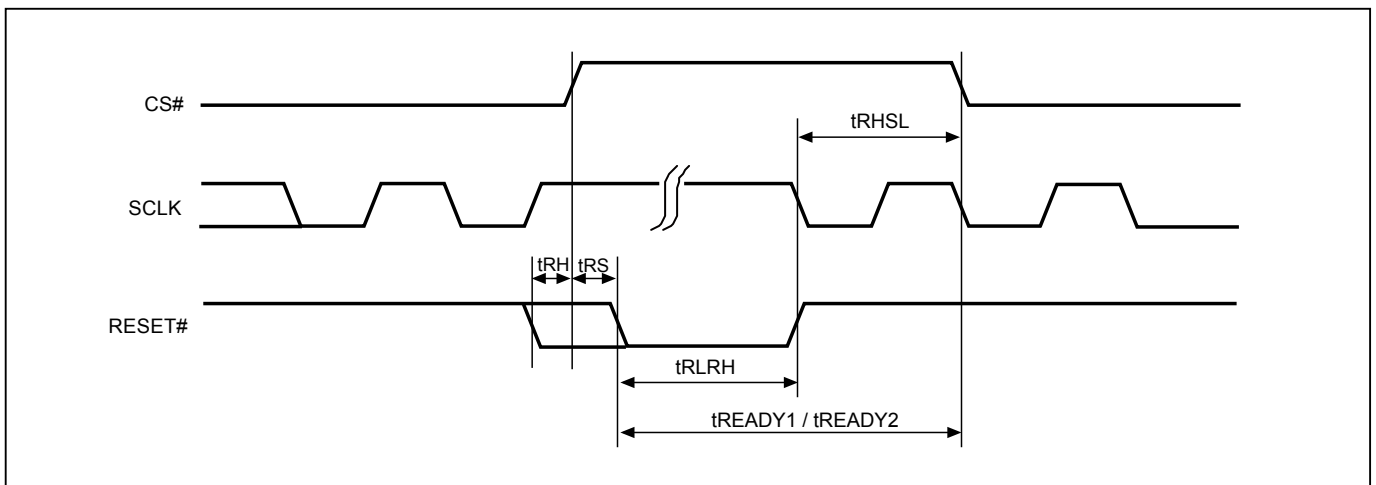 CS#
tRHSL
SCLK
tRH tRS
RESET#
tRLRH
tREADY1 / tREADY2